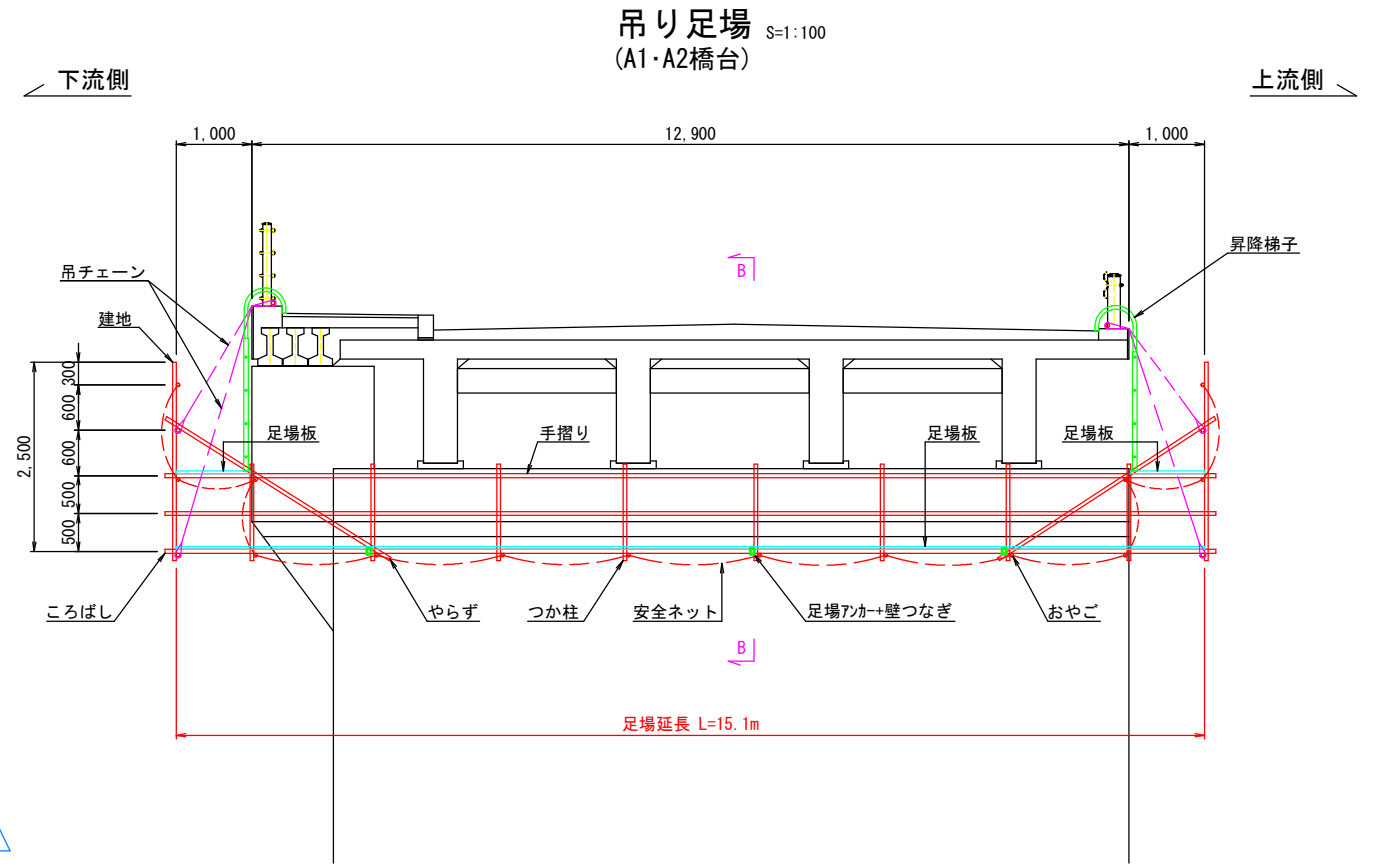 吊り足場 S=1:100
(A1･A2橋台)
下流側
上流側
1,000
12,900
1,000
昇降梯子
吊チェーン
B
建地
300
600
600
500
500
2,500
足場板
手摺り
足場板
足場板
ころばし
やらず
つか柱
安全ネット
足場ｱﾝｶｰ+壁つなぎ
おやご
B
足場延長 L=15.1m